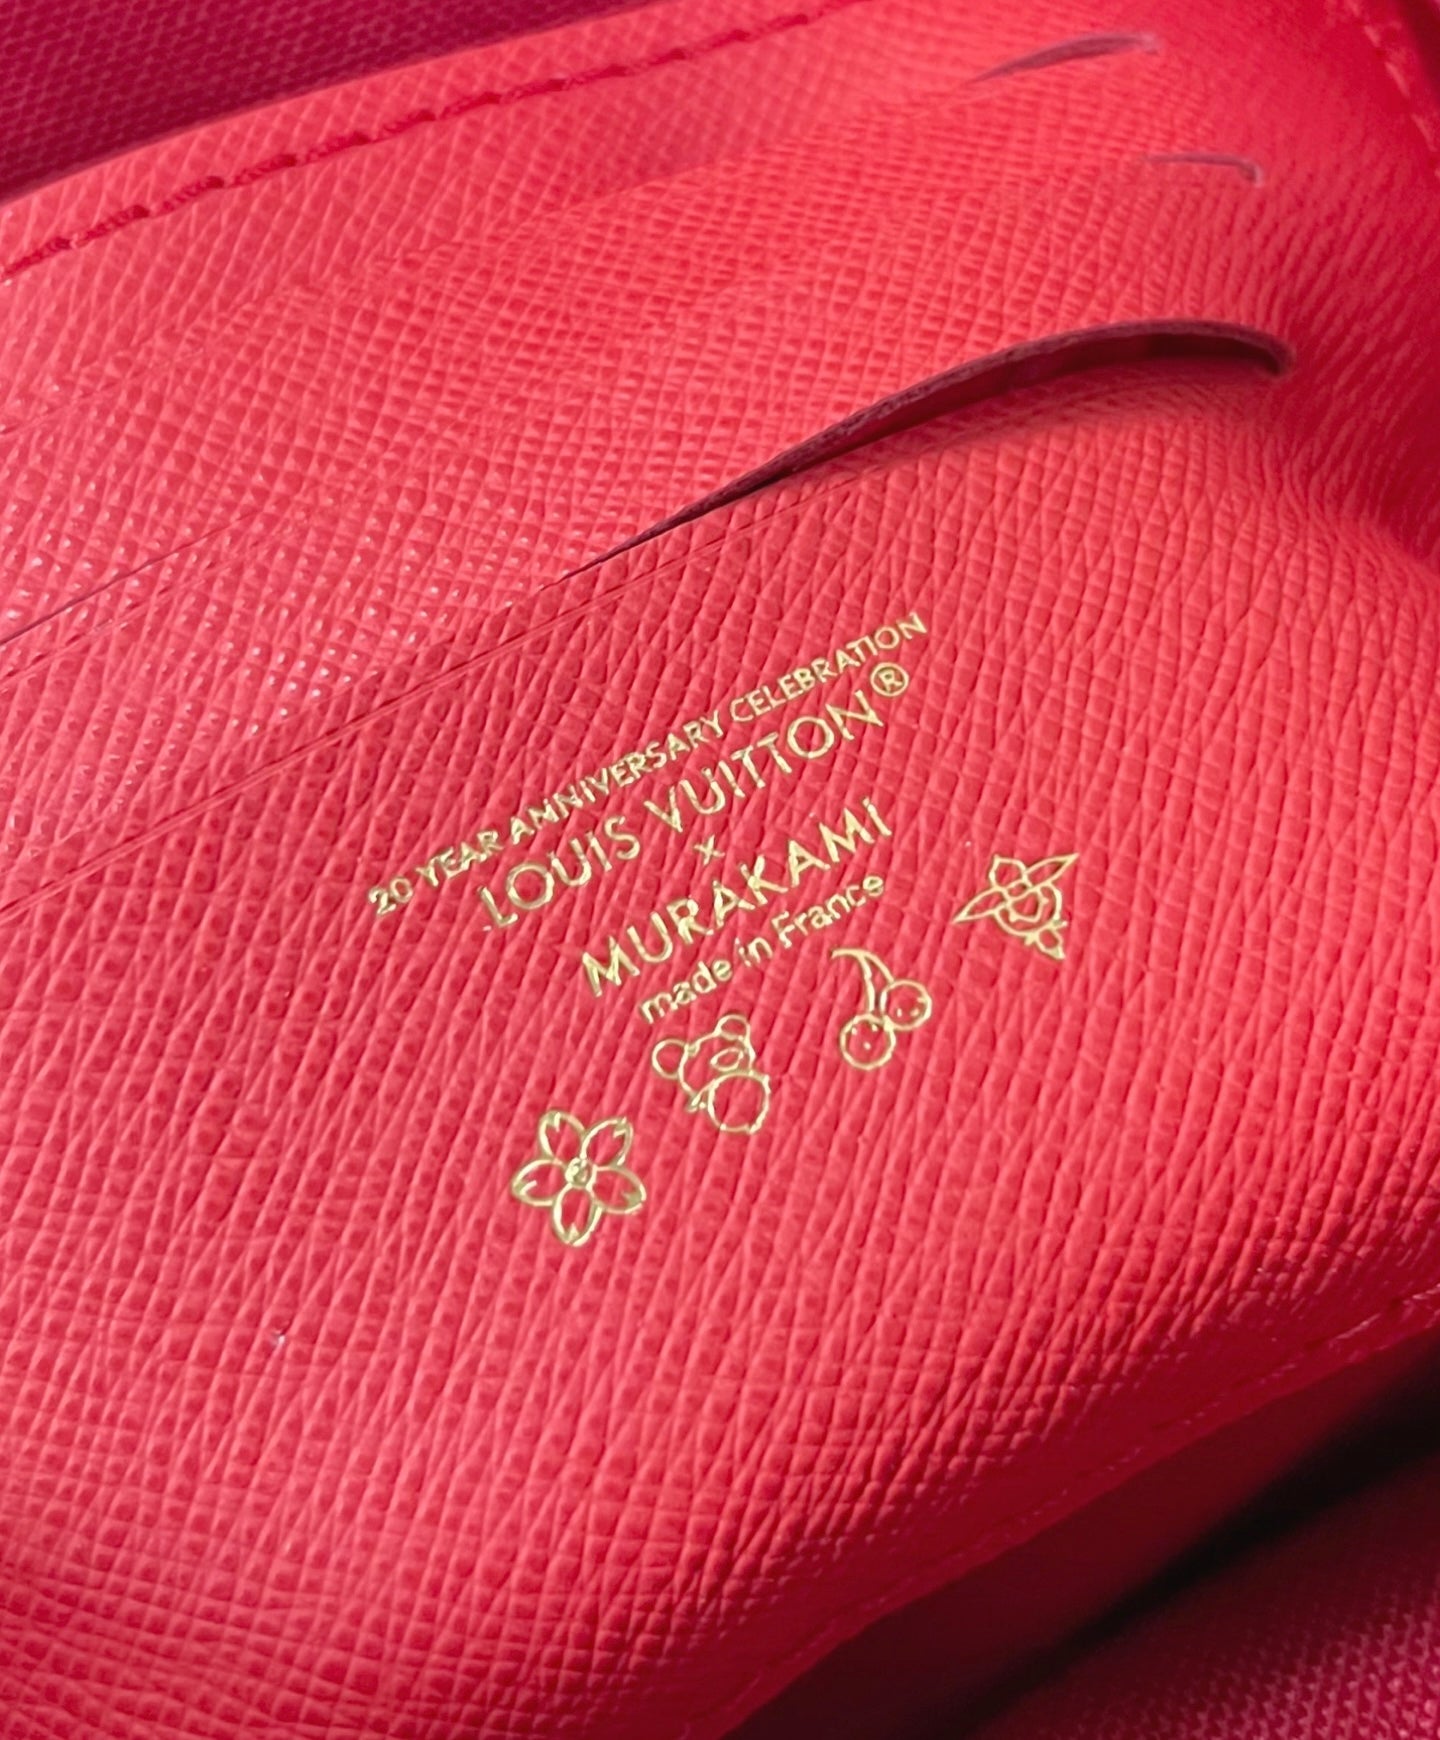 20 YEAR ANNIVERSARY CELEBRATION
LOUIS VUITTON®
x
MURAKAMI
made in France